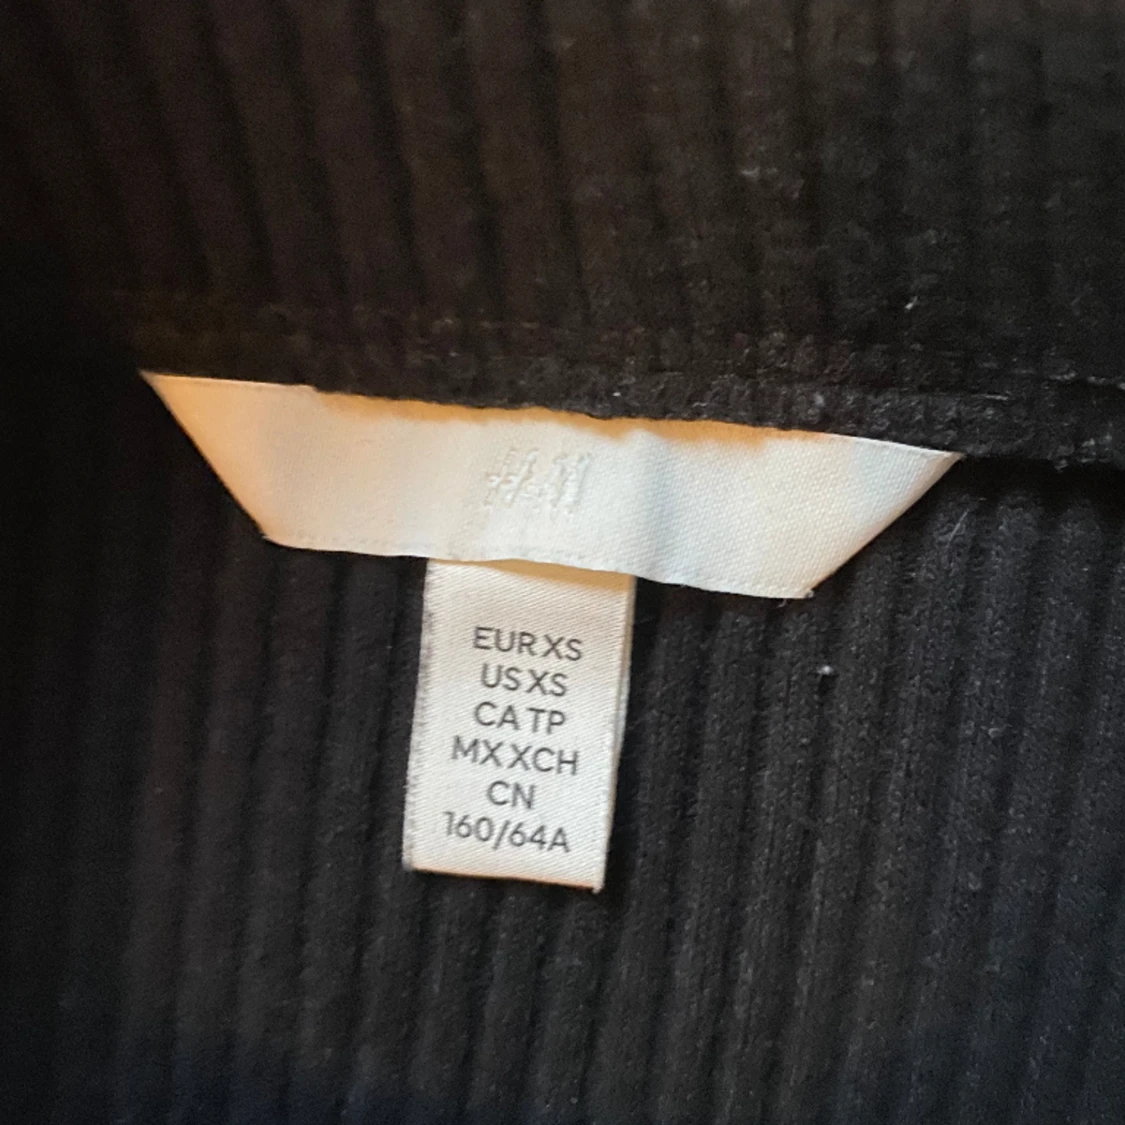 H&M
EUR XS
US XS
CA TP
MX XCH
CN
160/64A